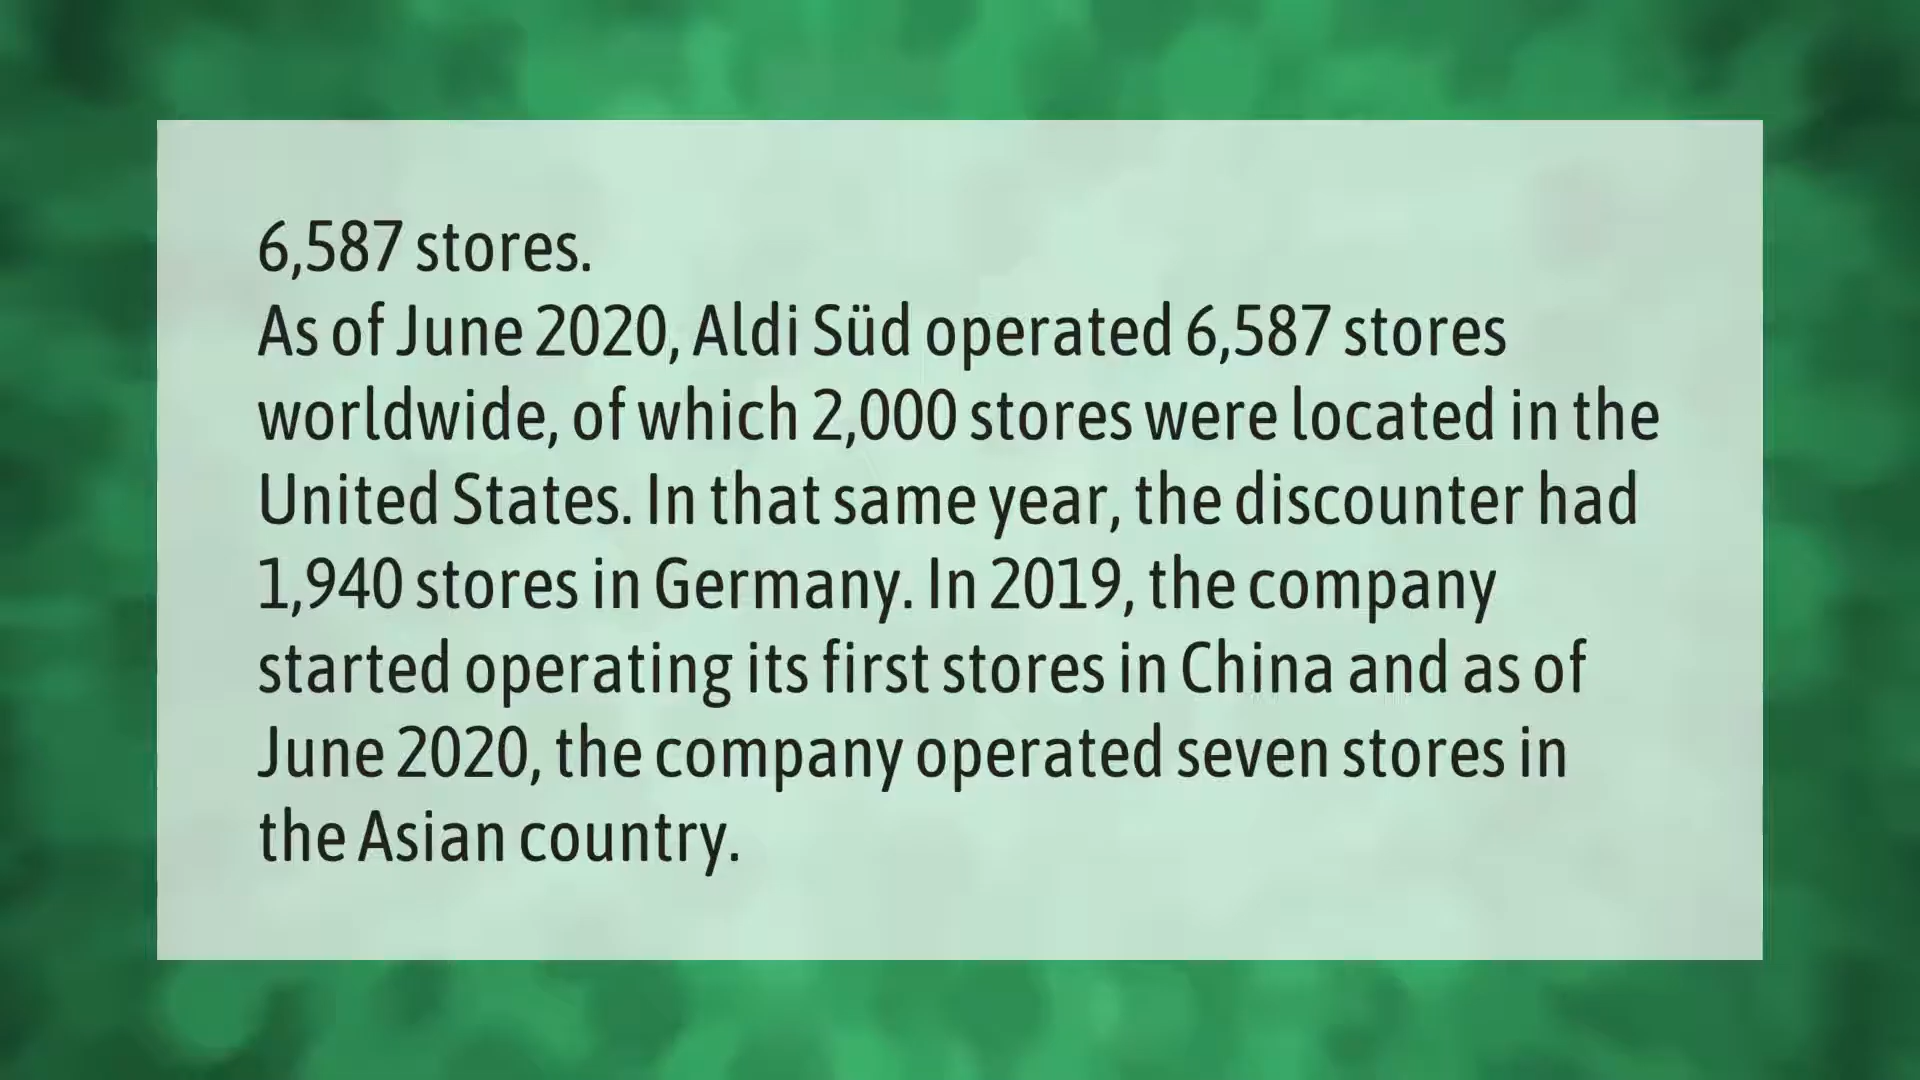 6,587 stores.
As of June 2020, Aldi Süd operated 6,587 stores
worldwide, of which 2,000 stores were located in the
United States. In that same year, the discounter had
1,940 stores in Germany. In 2019, the company
started operating its first stores in China and as of
June 2020, the company operated seven stores in
the Asian country.